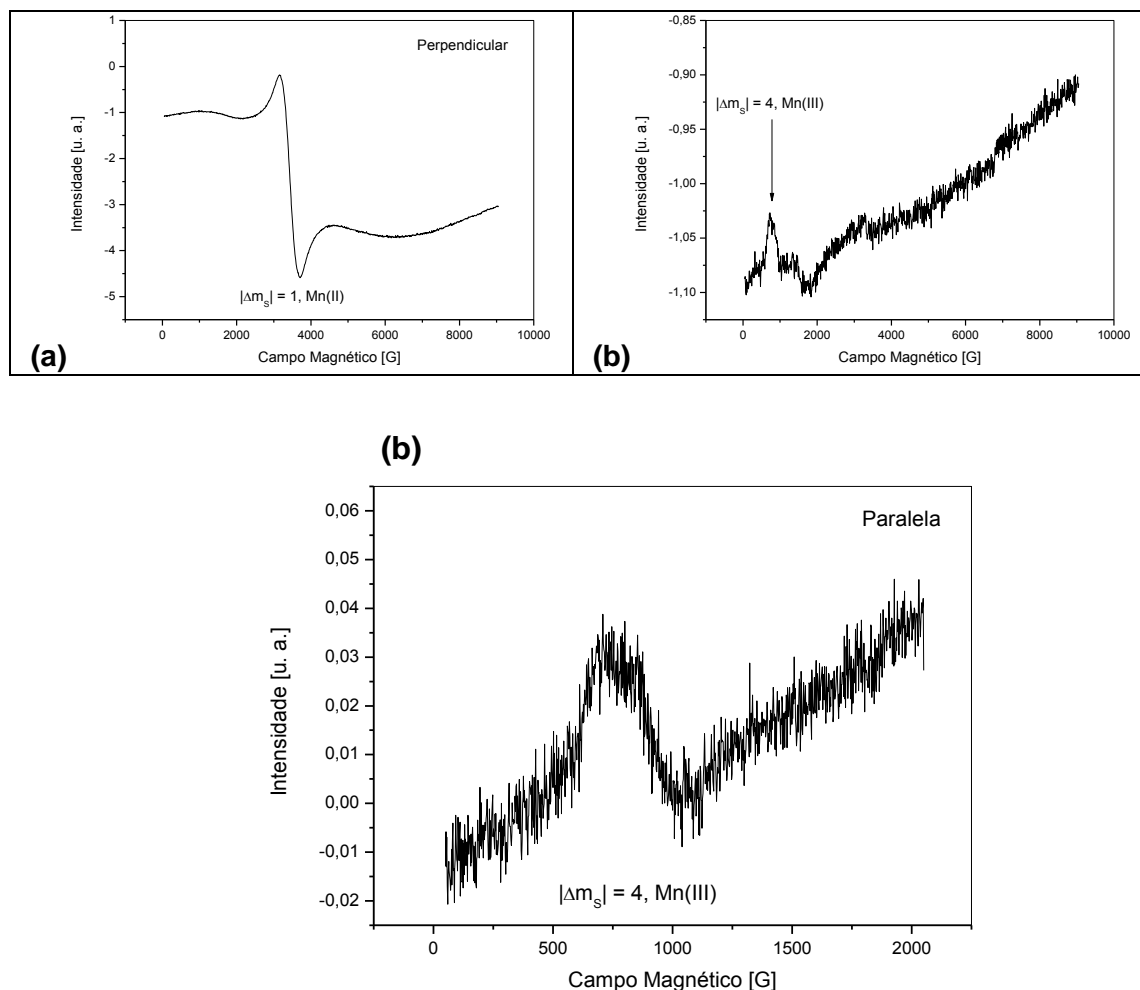 1
0
-1
-2
-3
-4
-5
Intensidade [u. a.]
Perpendicular
|Δm_S| = 1, Mn(II)
0 2000 4000 6000 8000 10000
Campo Magnético [G]
(a)
-0,85
-0,90
-0,95
-1,00
-1,05
-1,10
Intensidade [u. a.]
|Δm_S| = 4, Mn(III)
0 2000 4000 6000 8000 10000
Campo Magnético [G]
(b)
(b)
0,06
0,05
0,04
0,03
0,02
0,01
0,00
-0,01
-0,02
Intensidade [u. a.]
Paralela
|Δm_S| = 4, Mn(III)
0 500 1000 1500 2000
Campo Magnético [G]